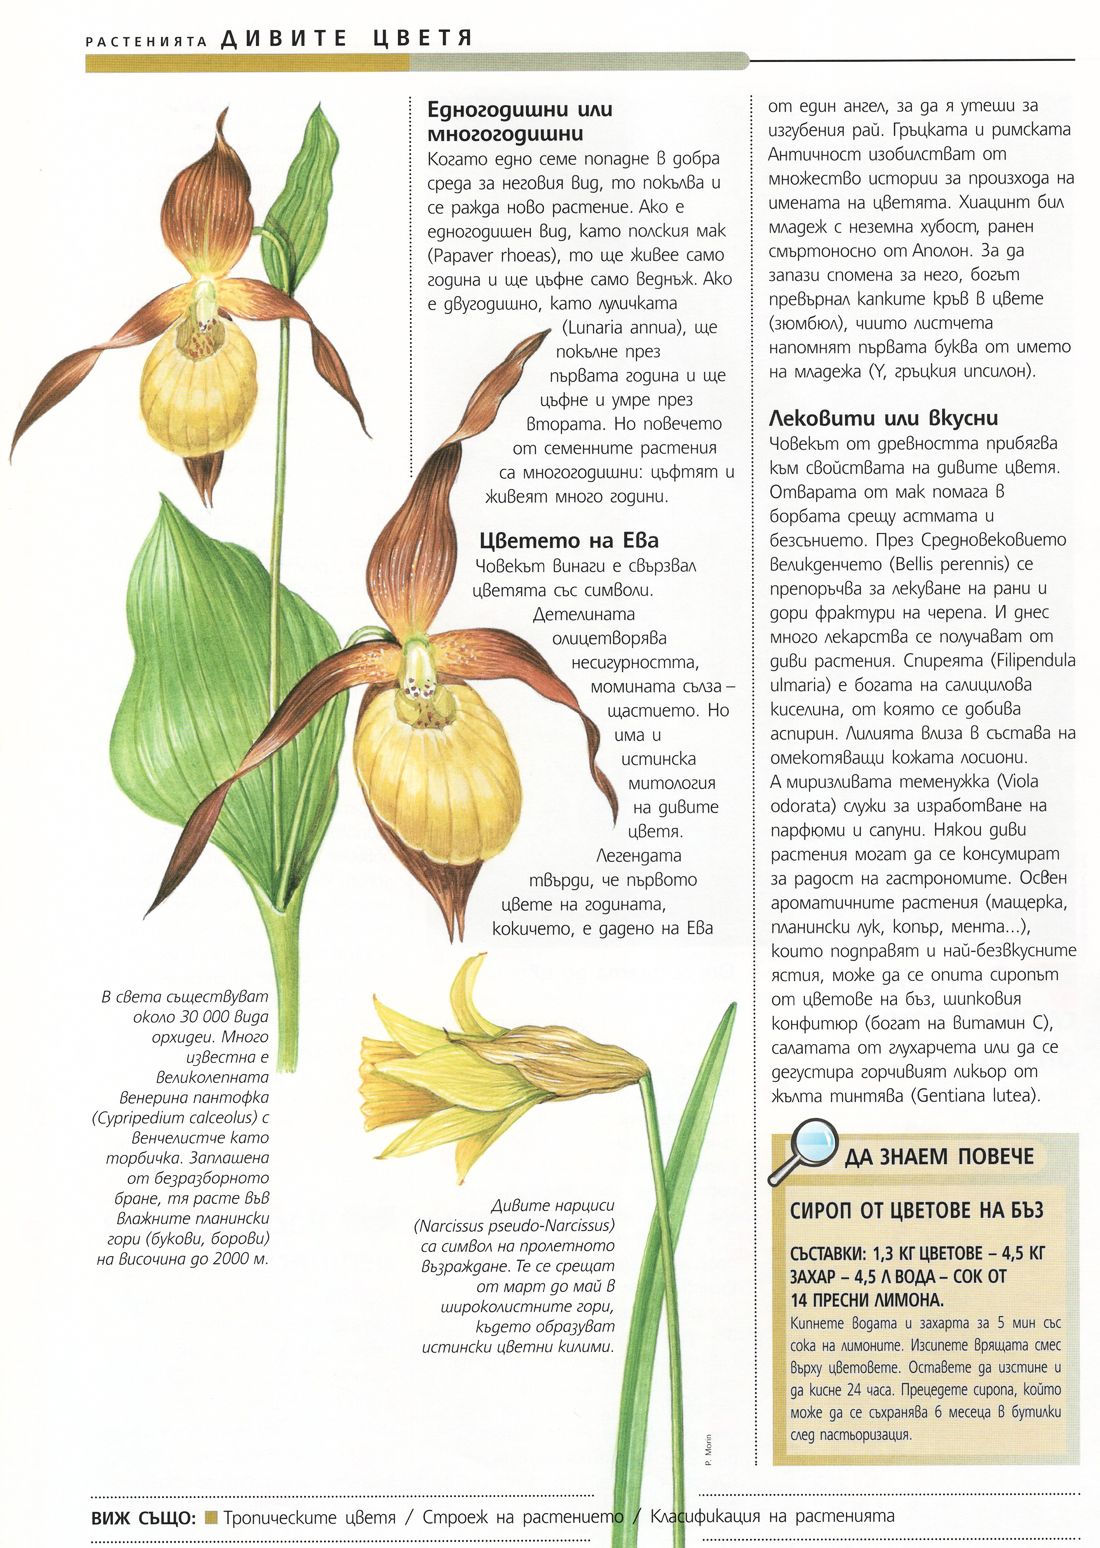 РАСТЕНИЯТА ДИВИТЕ ЦВЕТЯ
Едногодишни или
многогодишни
Когато едно семе попадне в добра
среда за неговия вид, то покълва и
се ражда ново растение. Ако е
едногодишен вид, като полския мак
(Papaver rhoeas), то ще живее само
година и ще цъфне само веднъж. Ако
е двугодишно, като луличката
(Lunaria annua), ще
покълне през
първата година и ще
цъфне и умре през
втората. Но повечето
от семенните растения
са многогодишни: цъфтят и
живеят много години.
Цветето на Ева
Човекът винаги е свързвал
цветята със символи.
Детелината
олицетворява
несигурността,
момината сълза –
щастието. Но
има и
истинска
митология
на дивите
цветя.
Легендата
твърди, че първото
цвете на годината,
кокичето, е дадено на Ева
от един ангел, за да я утеши за
изгубения рай. Гръцката и римската
Античност изобилстват от
множество истории за произхода на
имената на цветята. Хиацинт бил
младеж с неземна хубост, ранен
смъртоносно от Аполон. За да
запази спомена за него, богът
превърнал капките кръв в цвете
(зюмбюл), чиито листчета
напомнят първата буква от името
на младежа (Y, гръцкия ипсилон).
Лековити или вкусни
Човекът от древността прибягва
към свойствата на дивите цветя.
Отварата от мак помага в
борбата срещу астмата и
безсънието. През Средновековието
великденчето (Bellis perennis) се
препоръчва за лекуване на рани и
дори фрактури на черепа. И днес
много лекарства се получават от
диви растения. Спиреята (Filipendula
ulmaria) е богата на салицилова
киселина, от която се добива
аспирин. Лилията влиза в състава на
омекотяващи кожата лосиони.
А миризливата теменужка (Viola
odorata) служи за изработване на
парфюми и сапуни. Някои диви
растения могат да се консумират
за радост на гастрономите. Освен
ароматичните растения (мащерка,
планински лук, копър, мента...),
които подправят и най-безвкусните
ястия, може да се опита сиропът
от цветове на бъз, шипковия
конфитюр (богат на витамин С),
салатата от глухарчета или да се
дегустира горчивият ликьор от
жълта тинтява (Gentiana lutea).
В света съществуват
около 30 000 вида
орхидеи. Много
известна е
великолепната
венерина пантофка
(Cypripedium calceolus) с
венчелистче като
торбичка. Заплашена
от безразборното
бране, тя расте във
влажните планински
гори (букови, борови)
на височина до 2000 м.
Дивите нарциси
(Narcissus pseudo-Narcissus)
са символ на пролетното
възраждане. Те се срещат
от март до май в
широколистните гори,
където образуват
истински цветни килими.
P. Morin
ДА ЗНАЕМ ПОВЕЧЕ
СИРОП ОТ ЦВЕТОВЕ НА БЪЗ
СЪСТАВКИ: 1,3 КГ ЦВЕТОВЕ – 4,5 КГ
ЗАХАР – 4,5 Л ВОДА – СОК ОТ
14 ПРЕСНИ ЛИМОНА.
Кипнете водата и захарта за 5 мин със
сока на лимоните. Изсипете врящата смес
върху цветовете. Оставете да изстине и
да кисне 24 часа. Прецедете сиропа, който
може да се съхранява 6 месеца в бутилки
след пастьоризация.
ВИЖ СЪЩО: Тропическите цветя / Строеж на растението / Класификация на растенията